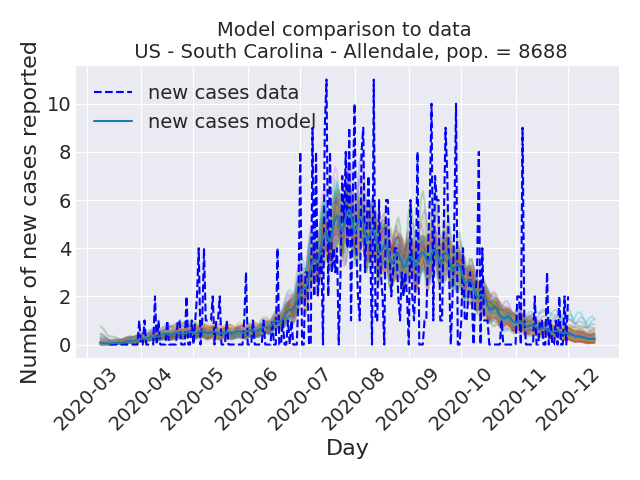 Model comparison to data
US - South Carolina - Allendale, pop. = 8688
Number of new cases reported
10
8
6
4
2
0
new cases data
new cases model
2020-03
2020-04
2020-05
2020-06
2020-07
2020-08
2020-09
2020-10
2020-11
2020-12
Day